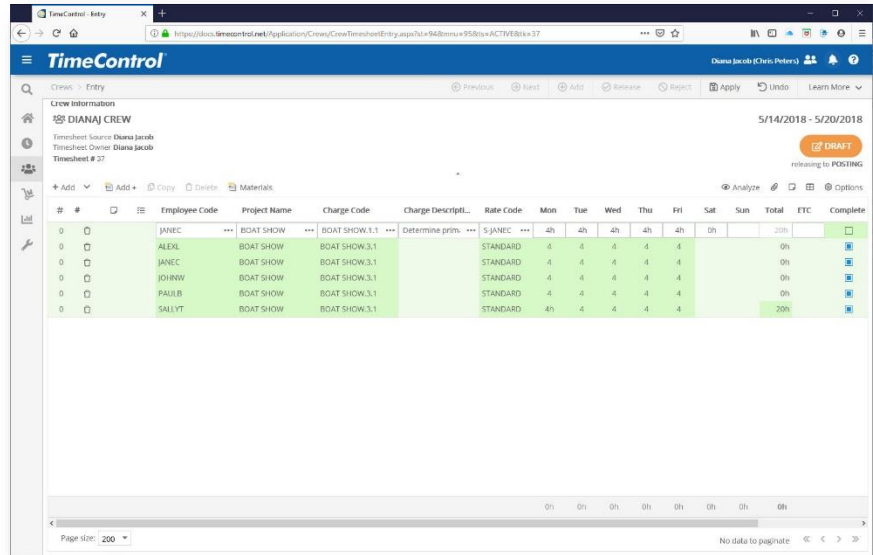 TimeControl - Entry
https://docs.timecontrol.net/Application/Crews/CrewTimesheetEntry.aspx?st=94&mnu=95&ts=ACTIVE&tk=37
TimeControl
Diana Jacob (Chris Peters)
Crews > Entry Previous Next Add Release Reject Apply Undo Learn More
Crew Information
DIANAJ CREW 5/14/2018 - 5/20/2018
Timesheet Source Diana Jacob
Timesheet Owner Diana Jacob DRAFT
Timesheet # 37 releasing to POSTING
+ Add Add + Copy Delete Materials Analyze Options
# # Employee Code Project Name Charge Code Charge Descripti... Rate Code Mon Tue Wed Thu Fri Sat Sun Total ETC Complete
0 JANEC ... BOAT SHOW ... BOAT SHOW.1.1 ... Determine prim ... S-JANEC ... 4h 4h 4h 4h 4h 0h 20h
0 ALEXL BOAT SHOW BOAT SHOW.3.1 STANDARD 4 4 4 4 4 0h
0 JANEC BOAT SHOW BOAT SHOW.3.1 STANDARD 4 4 4 4 4 0h
0 JOHNW BOAT SHOW BOAT SHOW.3.1 STANDARD 4 4 4 4 4 0h
0 PAULB BOAT SHOW BOAT SHOW.3.1 STANDARD 4 4 4 4 4 0h
0 SALLYT BOAT SHOW BOAT SHOW.3.1 STANDARD 4h 4 4 4 4 20h
0h 0h 0h 0h 0h 0h 0h 0h
Page size: 200 No data to paginate